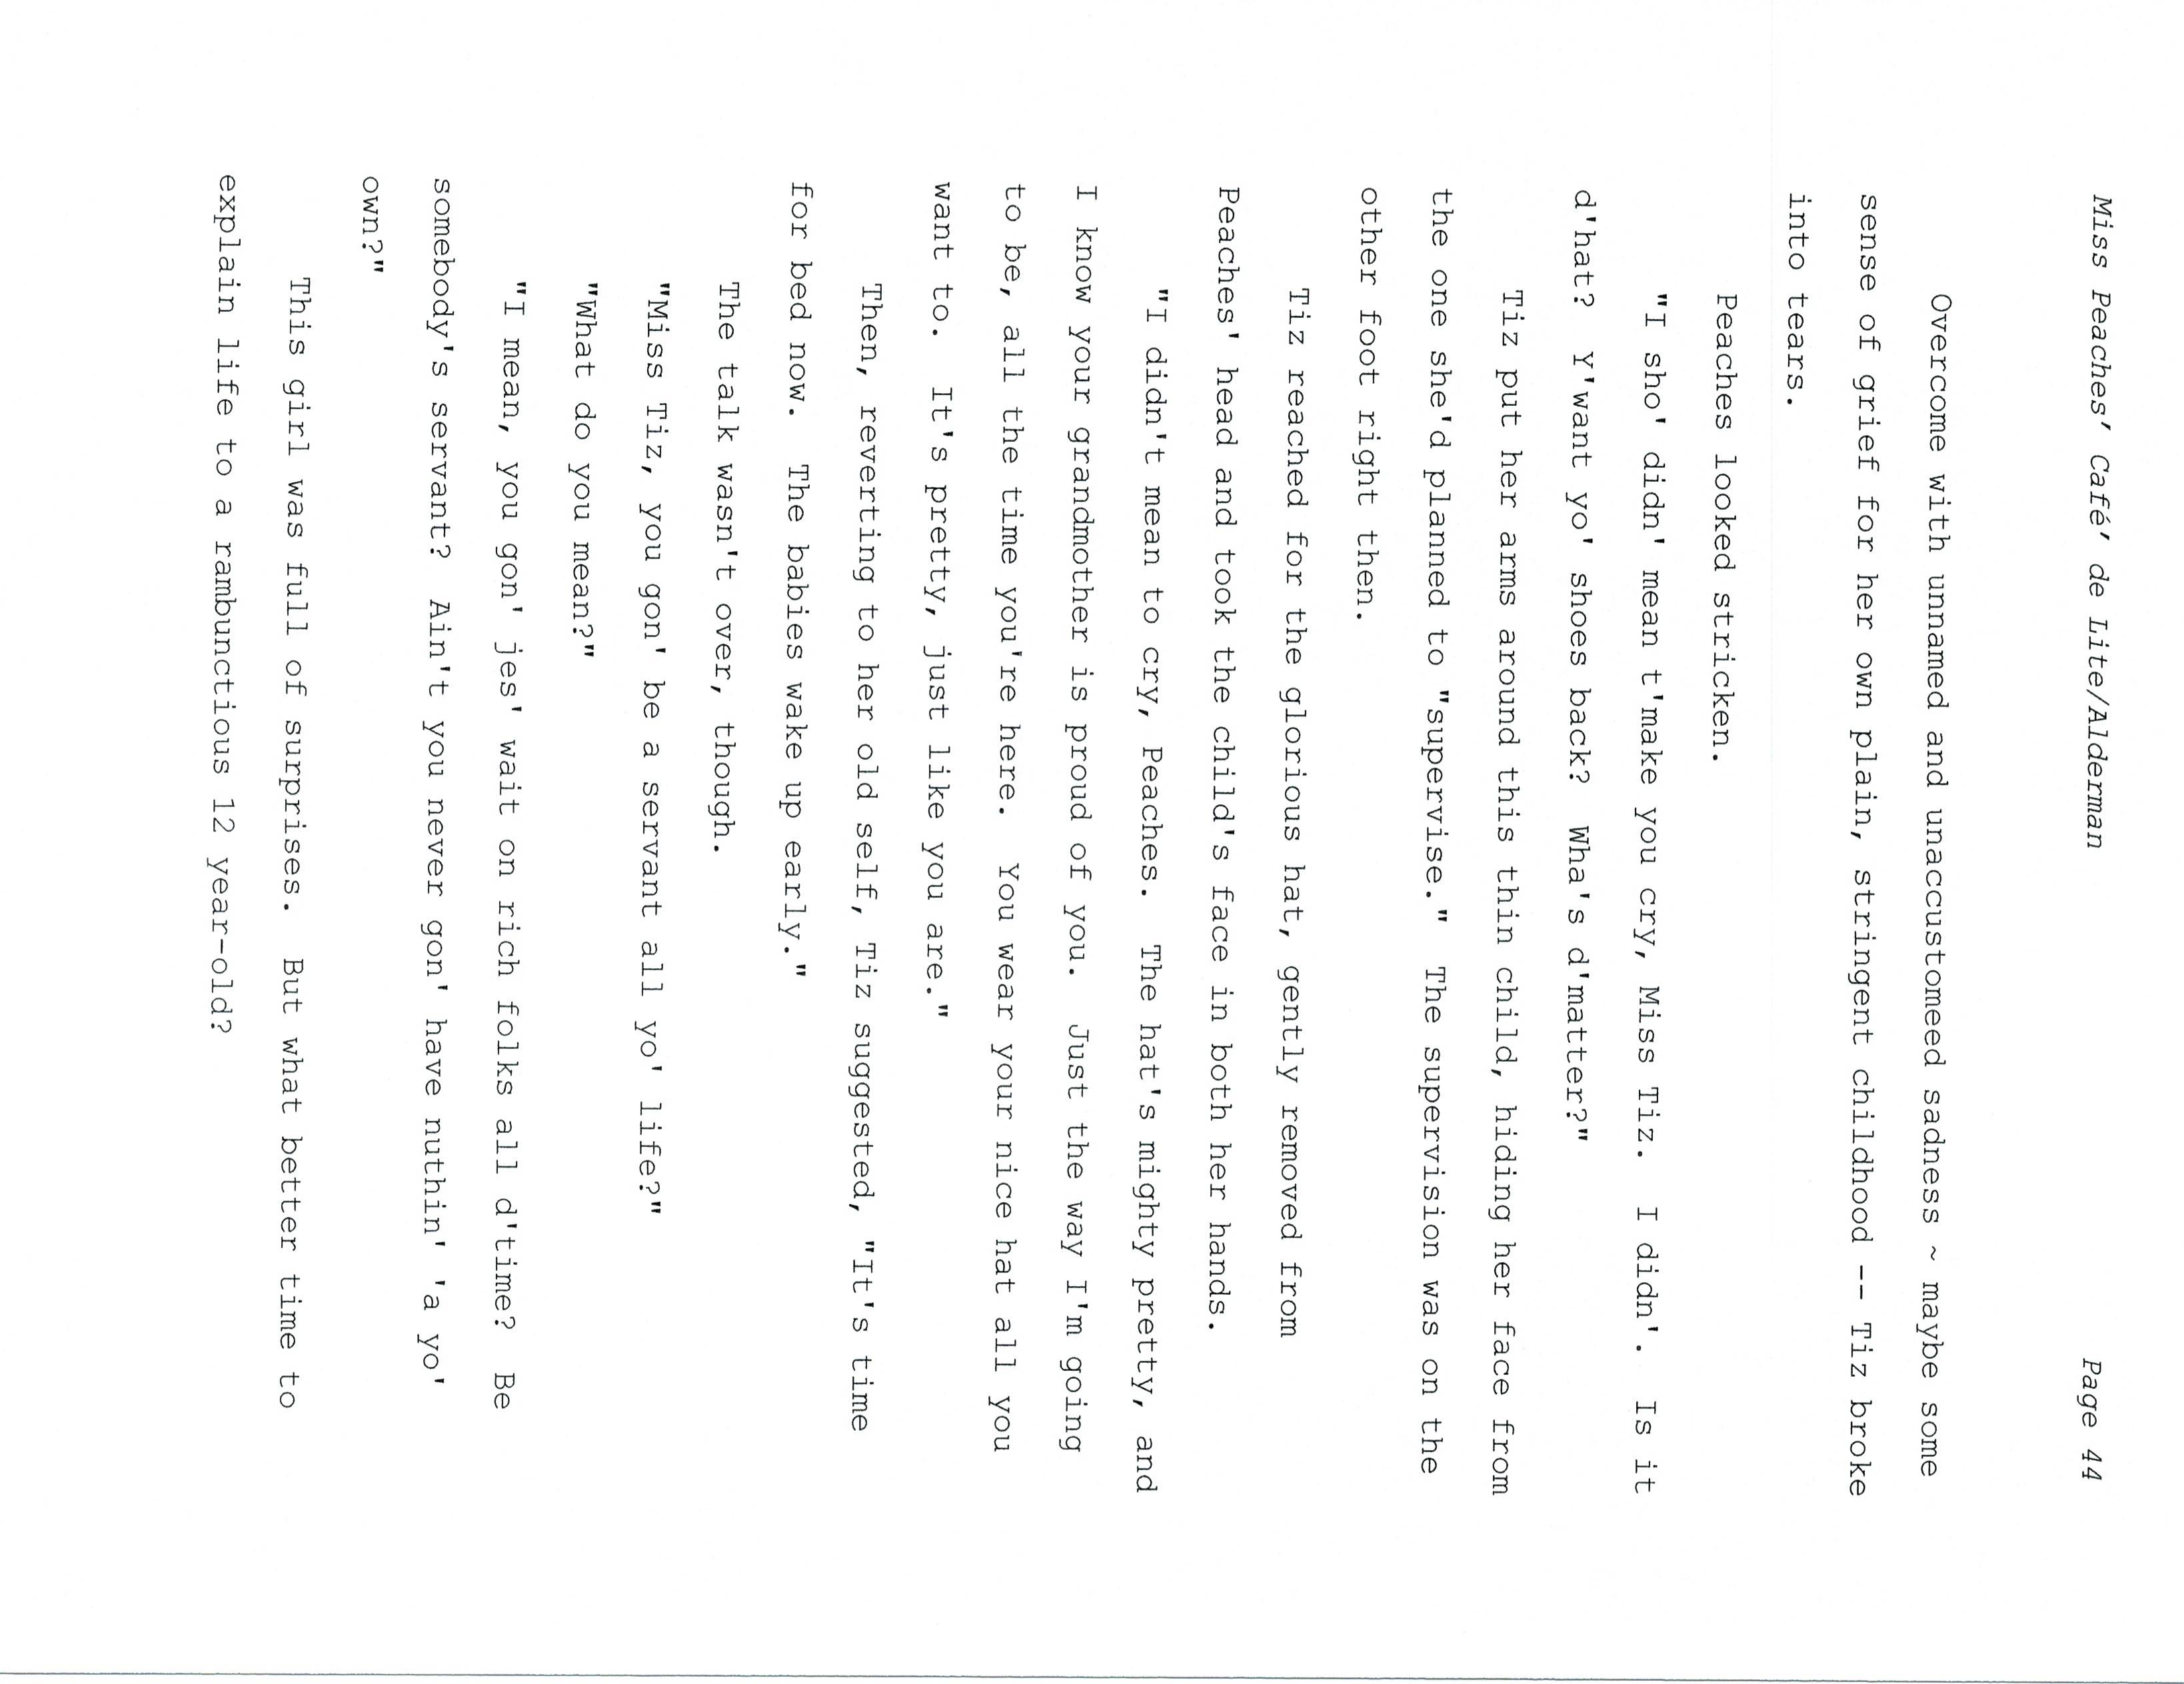 Miss Peaches' Café' de Lite/Alderman Page 44
Overcome with unnamed and unaccustomeed sadness ~ maybe some
sense of grief for her own plain, stringent childhood -- Tiz broke
into tears.
Peaches looked stricken.
"I sho' didn' mean t'make you cry, Miss Tiz.  I didn'.  Is it
d'hat?  Y'want yo' shoes back?  Wha's d'matter?"
Tiz put her arms around this thin child, hiding her face from
the one she'd planned to "supervise."  The supervision was on the
other foot right then.
Tiz reached for the glorious hat, gently removed from
Peaches' head and took the child's face in both her hands.
"I didn't mean to cry, Peaches.  The hat's mighty pretty, and
I know your grandmother is proud of you.  Just the way I'm going
to be, all the time you're here.  You wear your nice hat all you
want to.  It's pretty, just like you are."
Then, reverting to her old self, Tiz suggested, "It's time
for bed now.  The babies wake up early."
The talk wasn't over, though.
"Miss Tiz, you gon' be a servant all yo' life?"
"What do you mean?"
"I mean, you gon' jes' wait on rich folks all d'time?  Be
somebody's servant?  Ain't you never gon' have nuthin' 'a yo'
own?"
This girl was full of surprises.  But what better time to
explain life to a rambunctious 12 year-old?